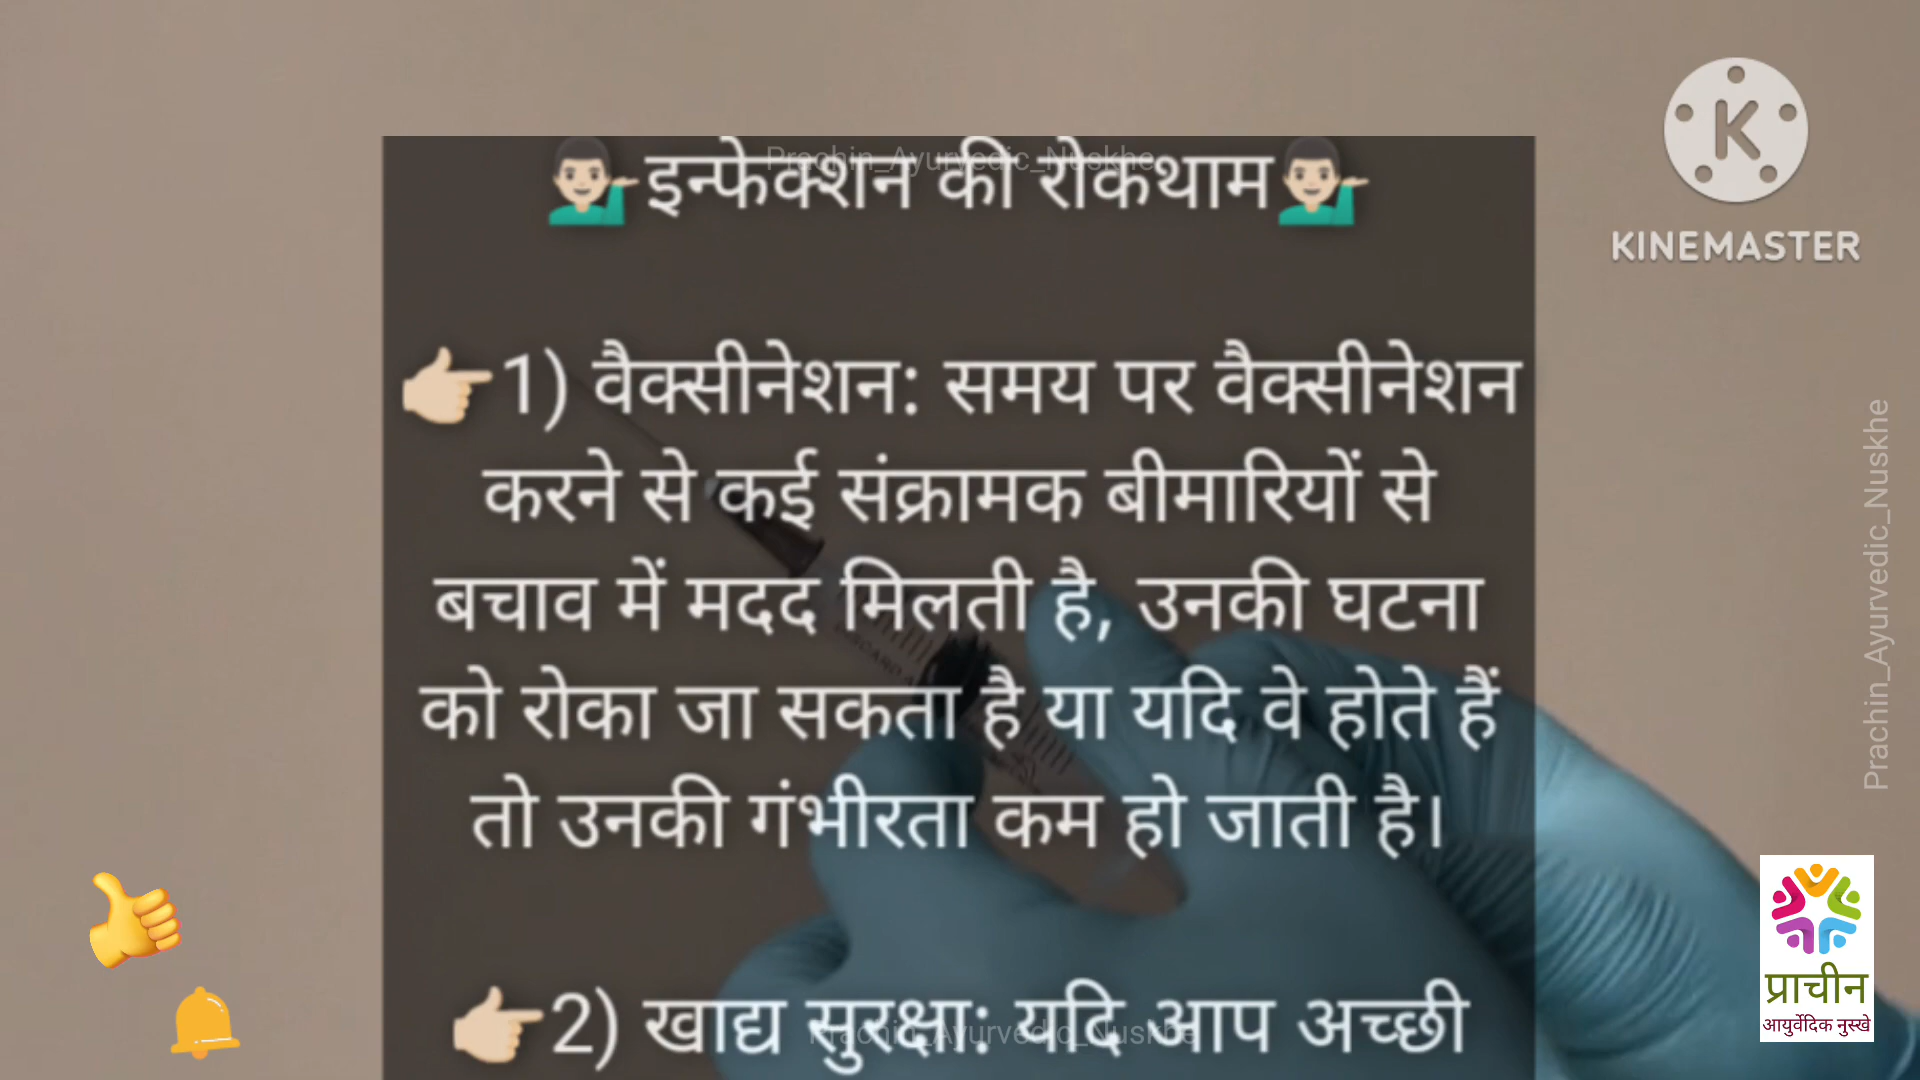 Prachin_Ayurvedic_Nuskhe
💁🏻‍♂️इन्फेक्शन की रोकथाम💁🏻‍♂️
👉🏻1) वैक्सीनेशन: समय पर वैक्सीनेशन
करने से कई संक्रामक बीमारियों से
बचाव में मदद मिलती है, उनकी घटना
को रोका जा सकता है या यदि वे होते हैं
तो उनकी गंभीरता कम हो जाती है।
👉🏻2) खाद्य सुरक्षा: यदि आप अच्छी
Prachin_Ayurvedic_Nuskhe
K
KINEMASTER
Prachin_Ayurvedic_Nuskhe
प्राचीन
आयुर्वेदिक नुस्खे